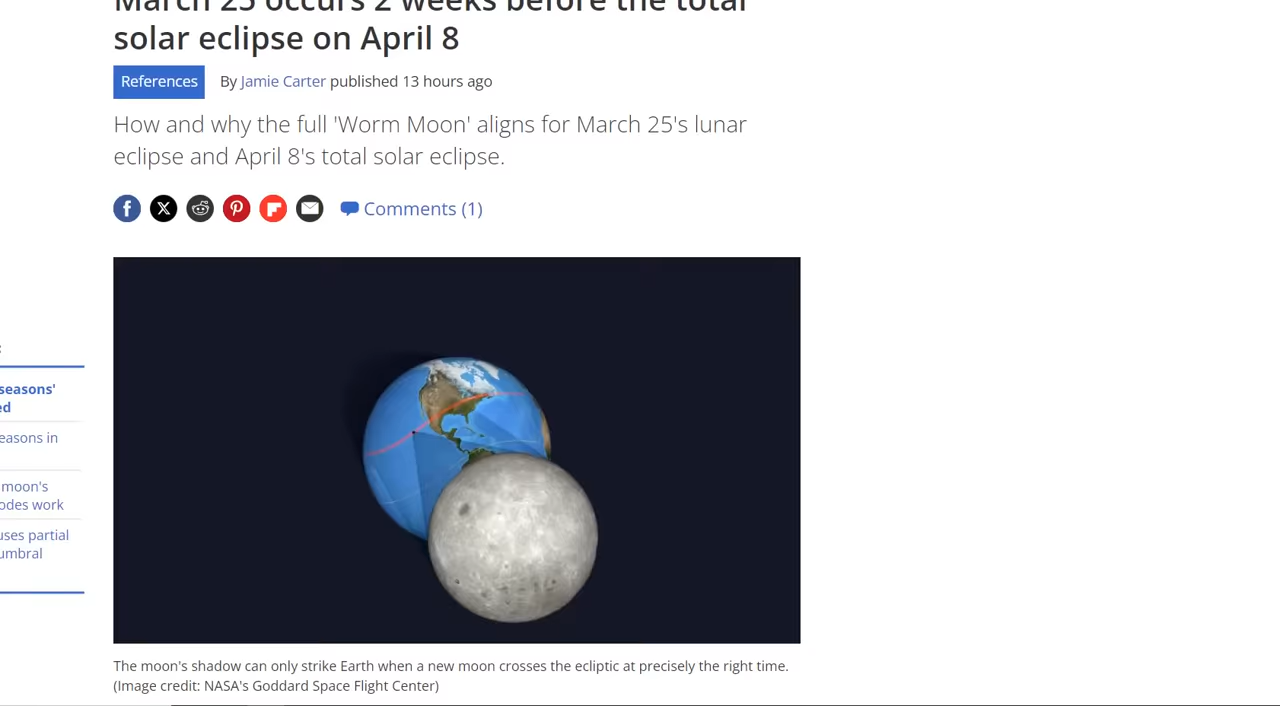 March 25 occurs 2 weeks before the total
solar eclipse on April 8
References By Jamie Carter published 13 hours ago
How and why the full 'Worm Moon' aligns for March 25's lunar
eclipse and April 8's total solar eclipse.
Comments (1)
seasons'
ed
easons in
moon's
odes work
uses partial
umbral
The moon's shadow can only strike Earth when a new moon crosses the ecliptic at precisely the right time.
(Image credit: NASA's Goddard Space Flight Center)